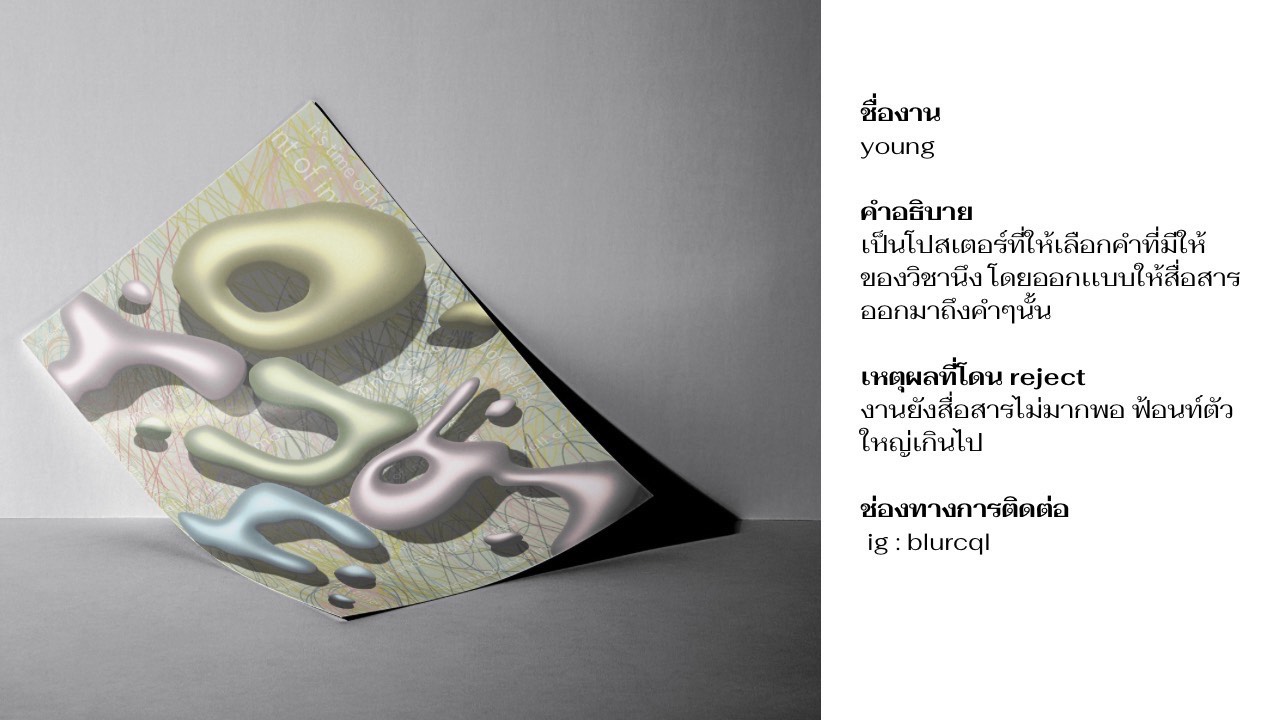 it's time of
nt of in
ชื่องาน
young
คำอธิบาย
เป็นโปสเตอร์ที่ให้เลือกคำที่มีให้
ของวิชานึง โดยออกแบบให้สื่อสาร
ออกมาถึงคำๆนั้น
เหตุผลที่โดน reject
งานยังสื่อสารไม่มากพอ ฟ้อนท์ตัว
ใหญ่เกินไป
ช่องทางการติดต่อ
ig : blurcql